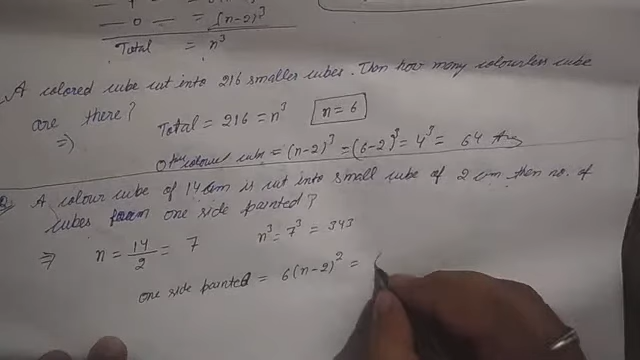 — 0 — = (n-2)³
Total = n³
A colored cube cut into 216 smaller cubes. Then how many colourless cube
are there?
⇒ Total = 216 = n³ n = 6
cube = (n-2)³ = (6-2)³ = 4³ = 64 Ans
Q) A colour cube of 14 cm is cut into small cube of 2 cm then no. of
cubes from one side painted?
⇒ n = 14/2 = 7 n³ = 7³ = 343
one side painted = 6(n-2)² =